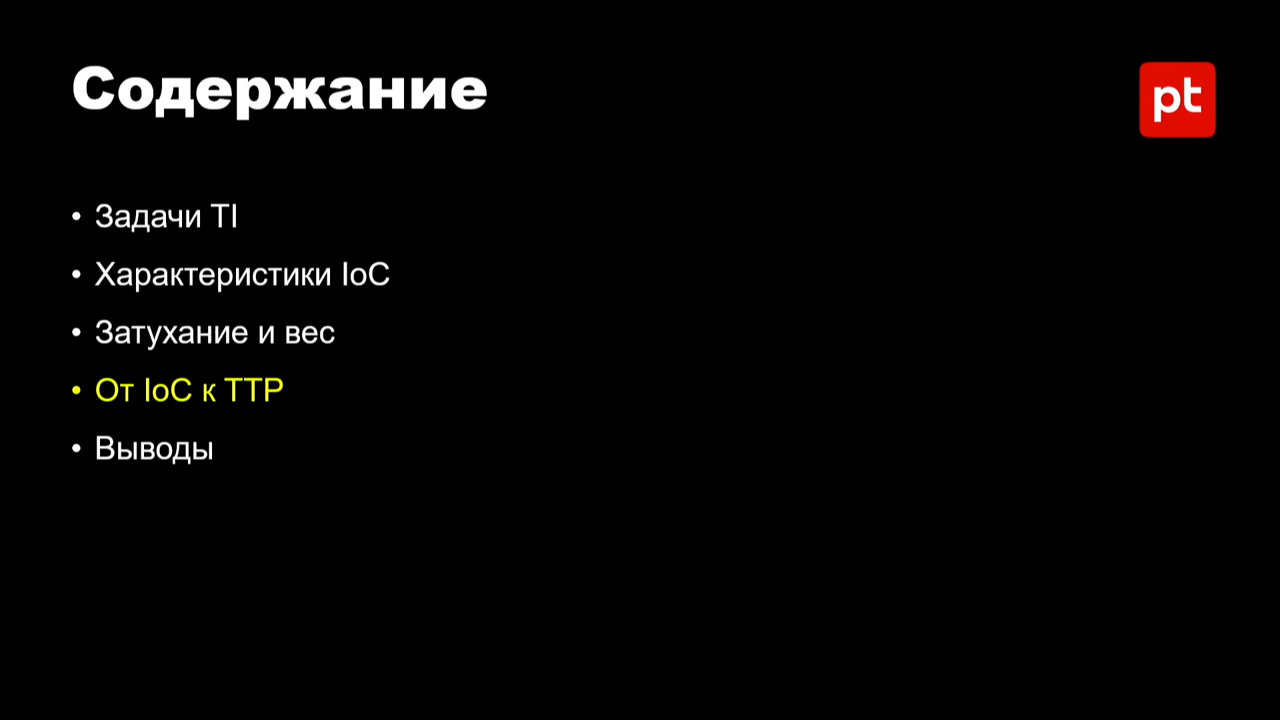 Содержание
pt
• Задачи TI
• Характеристики IoC
• Затухание и вес
• От IoC к TTP
• Выводы